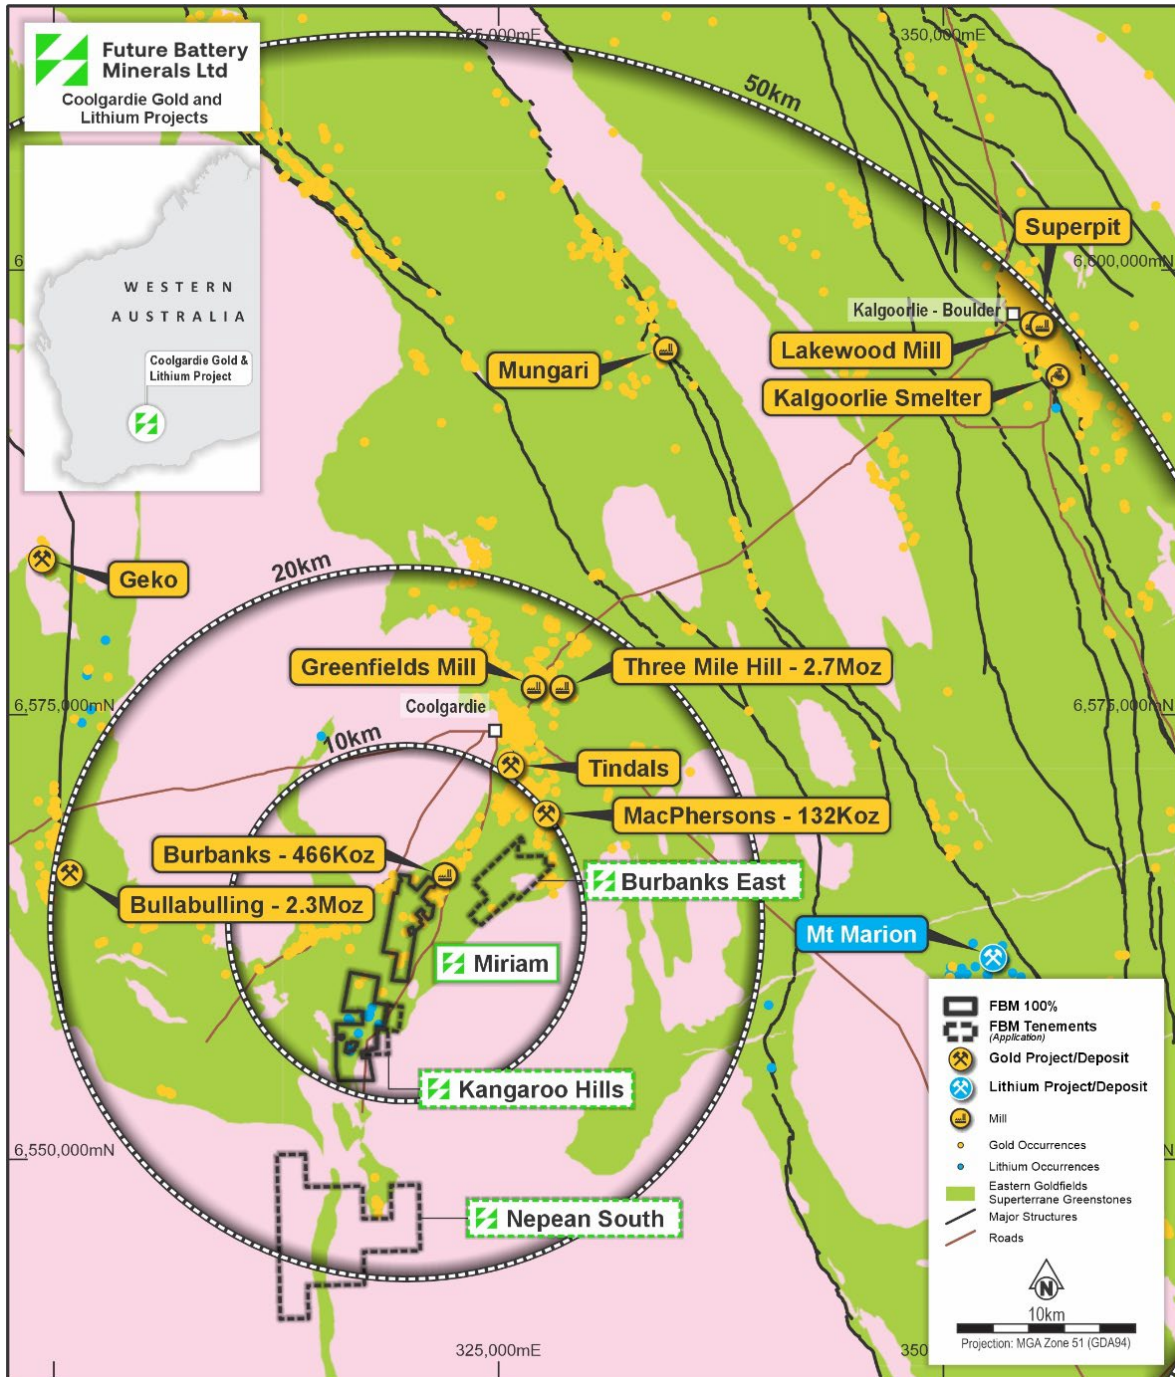 Future Battery
Minerals Ltd
Coolgardie Gold and
Lithium Projects
325,000mE
350,000mE
50km
WESTERN
AUSTRALIA
Coolgardie Gold &
Lithium Project
Superpit
6,600,000mN
Kalgoorlie - Boulder
Lakewood Mill
Mungari
Kalgoorlie Smelter
20km
Geko
Greenfields Mill
Three Mile Hill - 2.7Moz
6,575,000mN
Coolgardie
6,575,000mN
10km
Tindals
MacPhersons - 132Koz
Burbanks - 466Koz
Burbanks East
Bullabulling - 2.3Moz
Mt Marion
Miriam
Kangaroo Hills
6,550,000mN
Nepean South
325,000mE
FBM 100%
FBM Tenements
(Application)
Gold Project/Deposit
Lithium Project/Deposit
Mill
Gold Occurrences
Lithium Occurrences
Eastern Goldfields
Superterrane Greenstones
Major Structures
Roads
N
10km
Projection: MGA Zone 51 (GDA94)